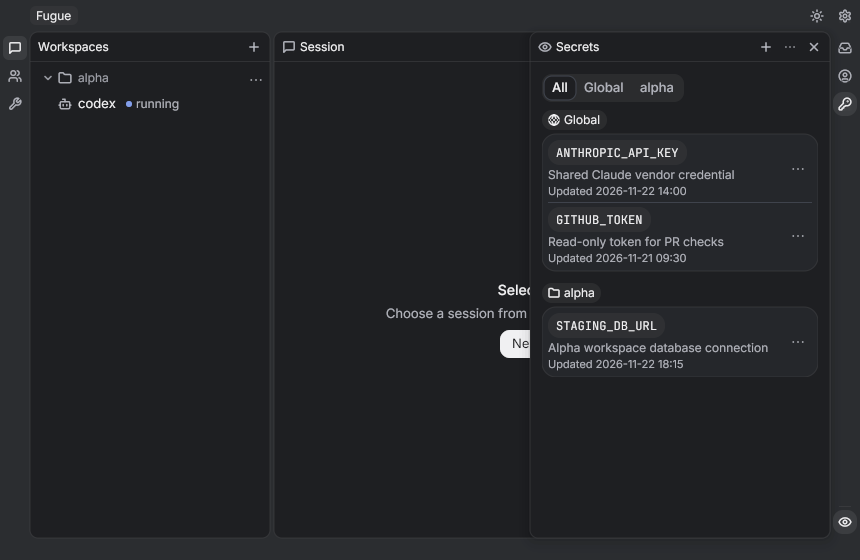 Fugue
Workspaces
alpha
codex
running
Session
Selec
Choose a session from
Ne
Secrets
All
Global
alpha
Global
ANTHROPIC_API_KEY
Shared Claude vendor credential
Updated 2026-11-22 14:00
GITHUB_TOKEN
Read-only token for PR checks
Updated 2026-11-21 09:30
alpha
STAGING_DB_URL
Alpha workspace database connection
Updated 2026-11-22 18:15